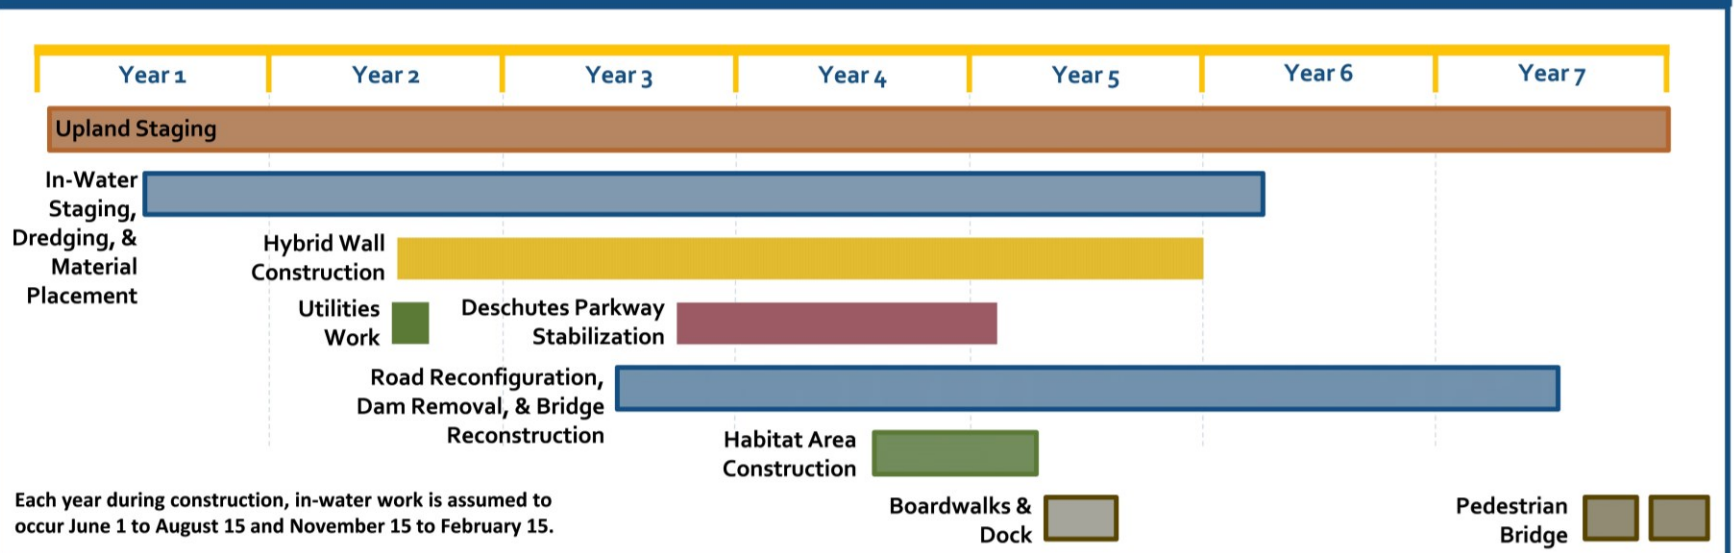 Year 1
Year 2
Year 3
Year 4
Year 5
Year 6
Year 7
Upland Staging
In-Water
Staging,
Dredging, &
Material
Placement
Hybrid Wall
Construction
Utilities
Work
Deschutes Parkway
Stabilization
Road Reconfiguration,
Dam Removal, & Bridge
Reconstruction
Habitat Area
Construction
Boardwalks &
Dock
Pedestrian
Bridge
Each year during construction, in-water work is assumed to
occur June 1 to August 15 and November 15 to February 15.